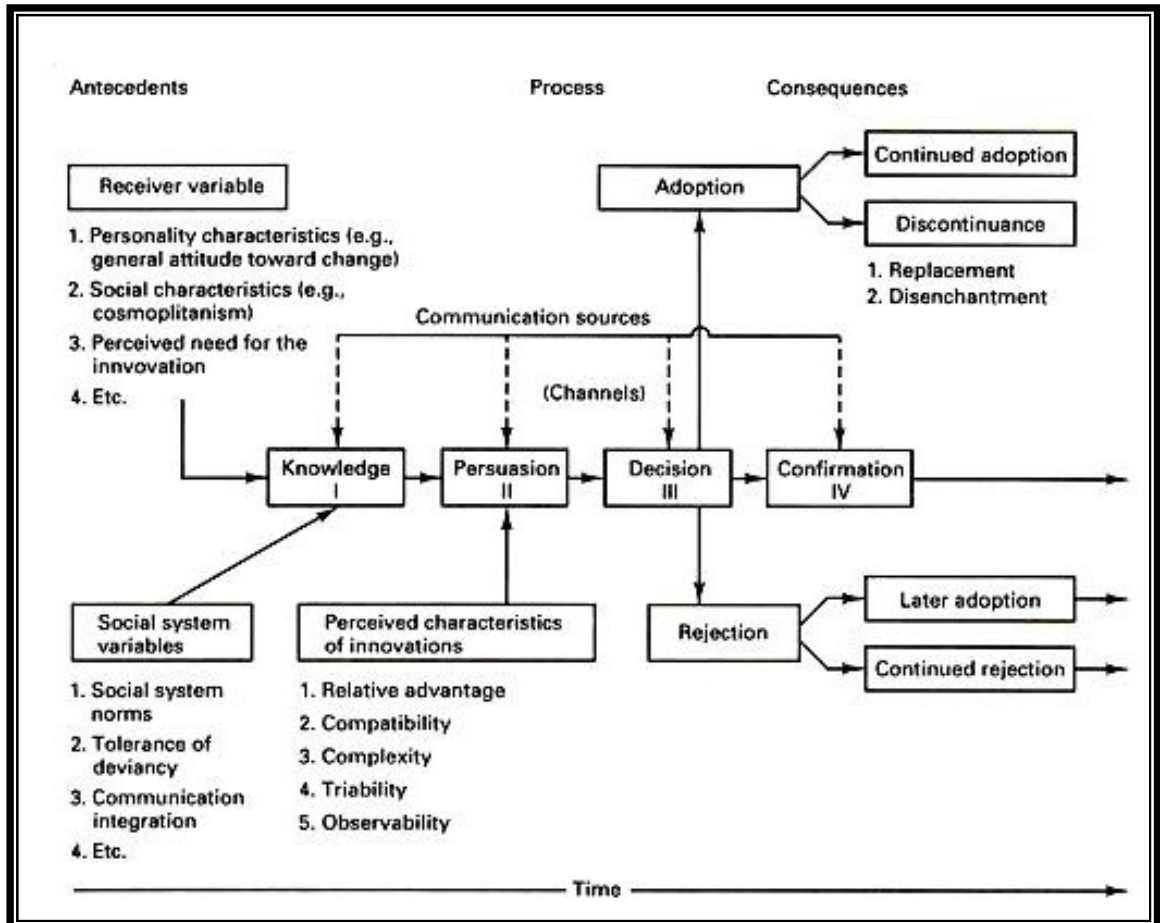 Antecedents
Process
Consequences
Receiver variable
1. Personality characteristics (e.g.,
general attitude toward change)
2. Social characteristics (e.g.,
cosmoplitanism)
3. Perceived need for the
innvovation
4. Etc.
Adoption
Continued adoption
Discontinuance
1. Replacement
2. Disenchantment
Communication sources
(Channels)
Knowledge
I
Persuasion
II
Decision
III
Confirmation
IV
Social system
variables
1. Social system
norms
2. Tolerance of
deviancy
3. Communication
integration
4. Etc.
Perceived characteristics
of innovations
1. Relative advantage
2. Compatibility
3. Complexity
4. Triability
5. Observability
Rejection
Later adoption
Continued rejection
Time